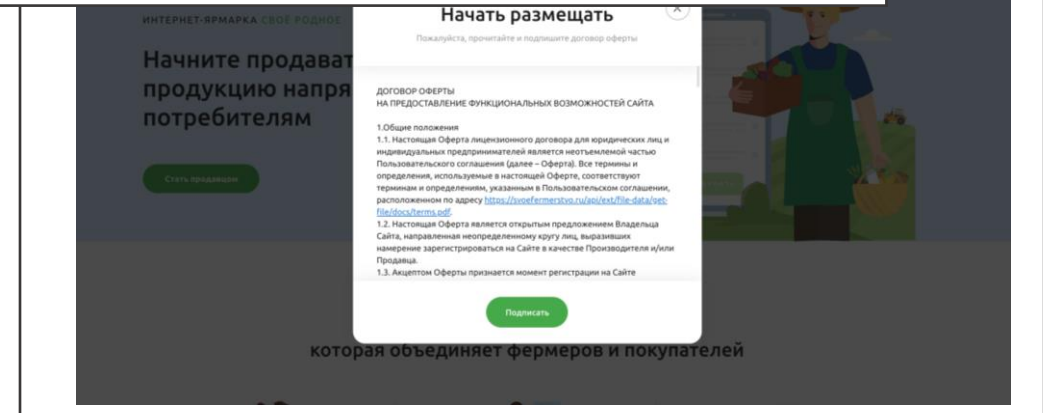 ИНТЕРНЕТ-ЯРМАРКА СВОЁ РОДНОЕ
Начните продават
продукцию напря
потребителям
Стать продавцом
Начать размещать
Пожалуйста, прочитайте и подпишите договор оферты
ДОГОВОР ОФЕРТЫ
НА ПРЕДОСТАВЛЕНИЕ ФУНКЦИОНАЛЬНЫХ ВОЗМОЖНОСТЕЙ САЙТА
1.Общие положения
1.1. Настоящая Оферта лицензионного договора для юридических лиц и
индивидуальных предпринимателей является неотъемлемой частью
Пользовательского соглашения (далее – Оферта). Все термины и
определения, используемые в настоящей Оферте, соответствуют
терминам и определениям, указанным в Пользовательском соглашении,
расположенном по адресу https://svoefermerstvo.ru/api/ext/file-data/get-
file/docs/terms.pdf.
1.2. Настоящая Оферта является открытым предложением Владельца
Сайта, направленная неопределенному кругу лиц, выразивших
намерение зарегистрироваться на Сайте в качестве Производителя и/или
Продавца.
1.3. Акцептом Оферты признается момент регистрации на Сайте
Подписать
которая объединяет фермеров и покупателей